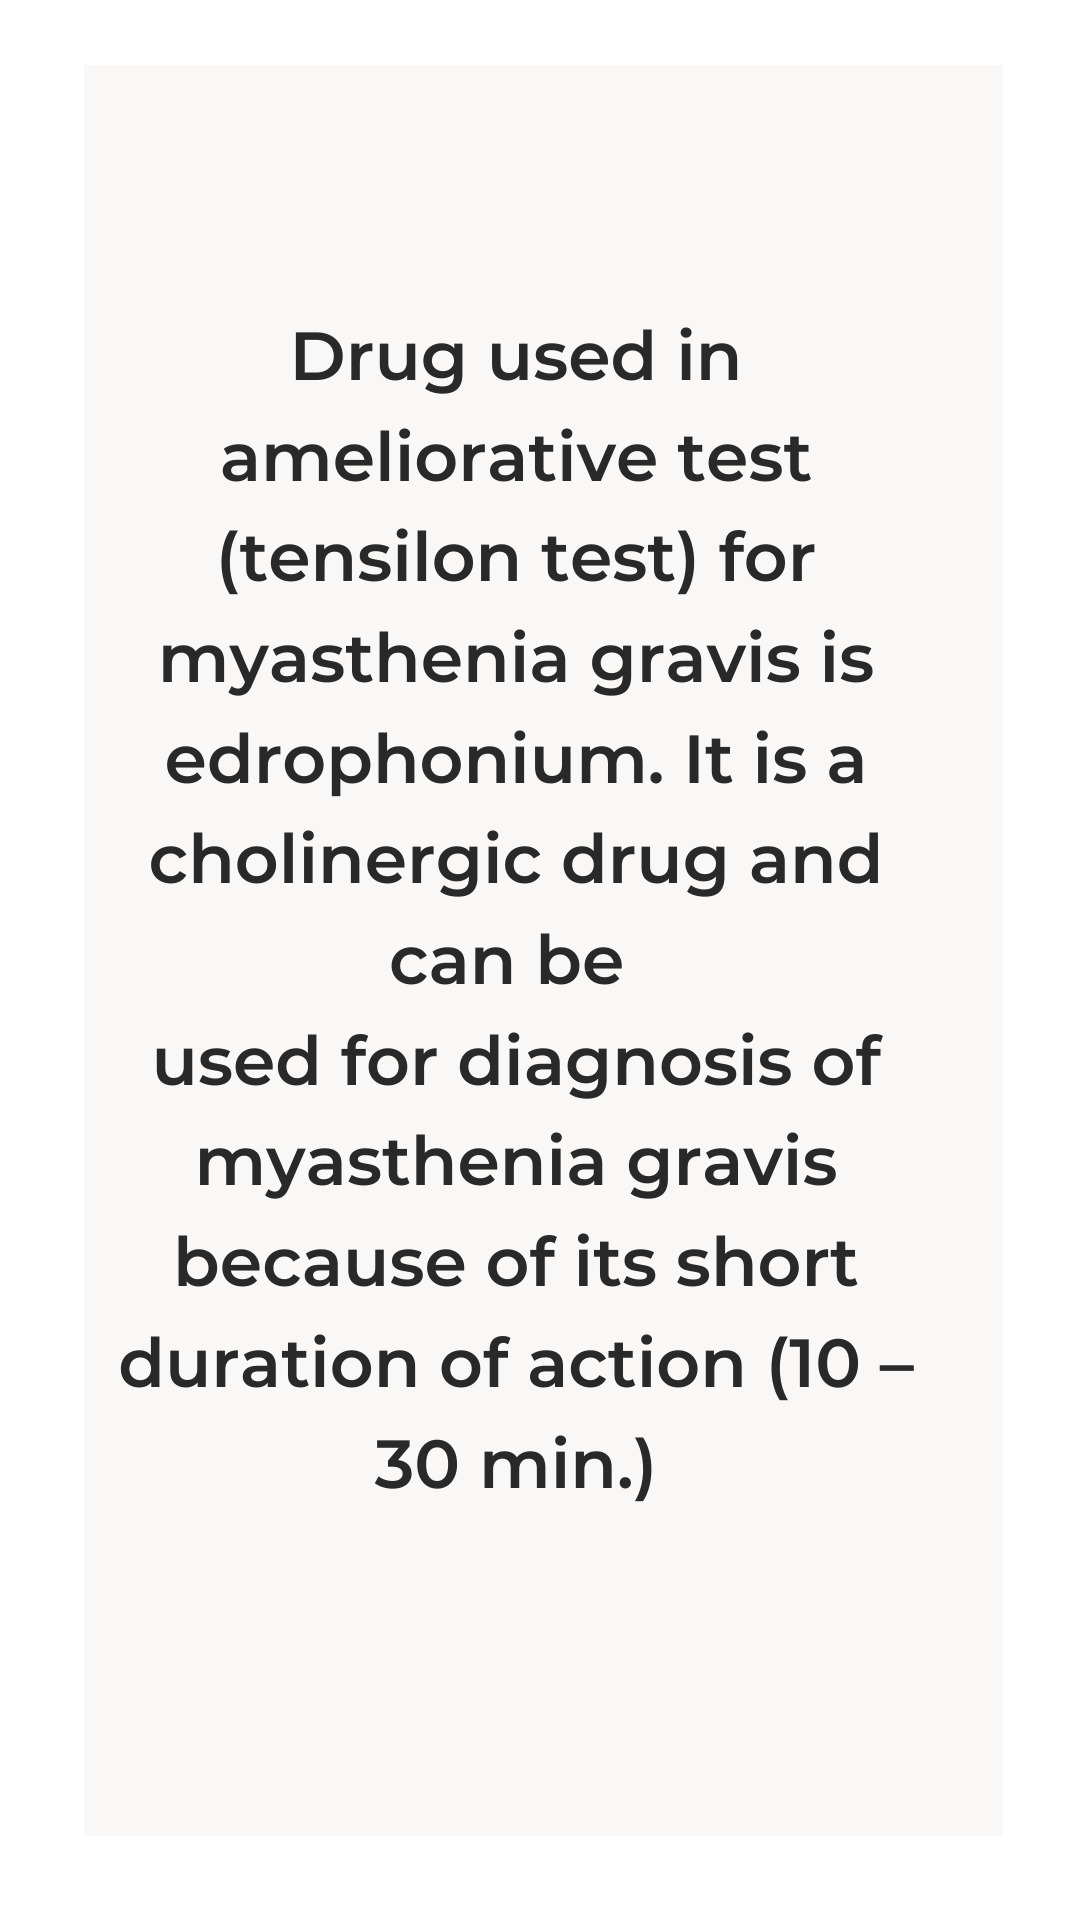 Drug used in
ameliorative test
(tensilon test) for
myasthenia gravis is
edrophonium. It is a
cholinergic drug and
can be
used for diagnosis of
myasthenia gravis
because of its short
duration of action (10 –
30 min.)